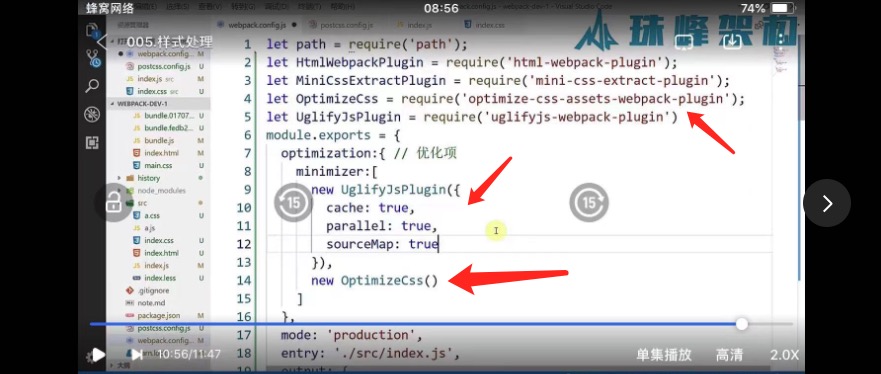 蜂窝网络
08:56
74%
webpack.config.js
postcss.config.js
index.js
index.css
珠峰架构
005.样式处理
webpack.config...
postcss.config.js
index.js src
index.css src
WEBPACK-DEV-1
bundle.01707...
bundle.fedb2...
bundle.js
index.html
main.css
history
node_modules
src
a.css
a.js
index.css
index.html
index.js
index.less
.gitignore
note.md
package.json
postcss.config.js
1 let path = require('path');
2 let HtmlWebpackPlugin = require('html-webpack-plugin');
3 let MiniCssExtractPlugin = require('mini-css-extract-plugin');
4 let OptimizeCss = require('optimize-css-assets-webpack-plugin');
5 let UglifyJsPlugin = require('uglifyjs-webpack-plugin')
6 module.exports = {
7 optimization:{ // 优化项
8 minimizer:[
9 new UglifyJsPlugin({
10 cache: true,
11 parallel: true,
12 sourceMap: true
13 }),
14 new OptimizeCss()
15 ]
16 },
17 mode: 'production',
18 entry: './src/index.js',
output: {
15
15
10:56/11:47
单集播放
高清
2.0X